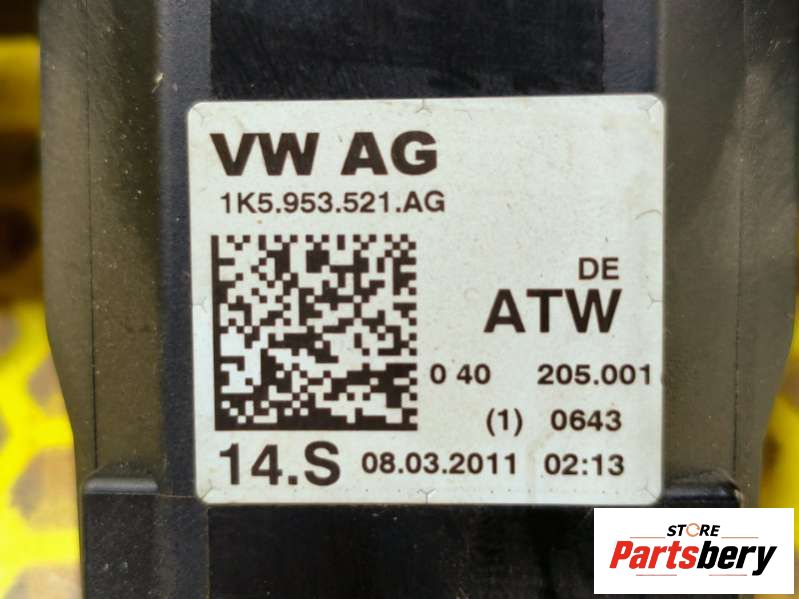 VW AG
1K5.953.521.AG
DE
ATW
0 40 205.001
(1) 0643
14.S 08.03.2011 02:13
STORE
Partsbery